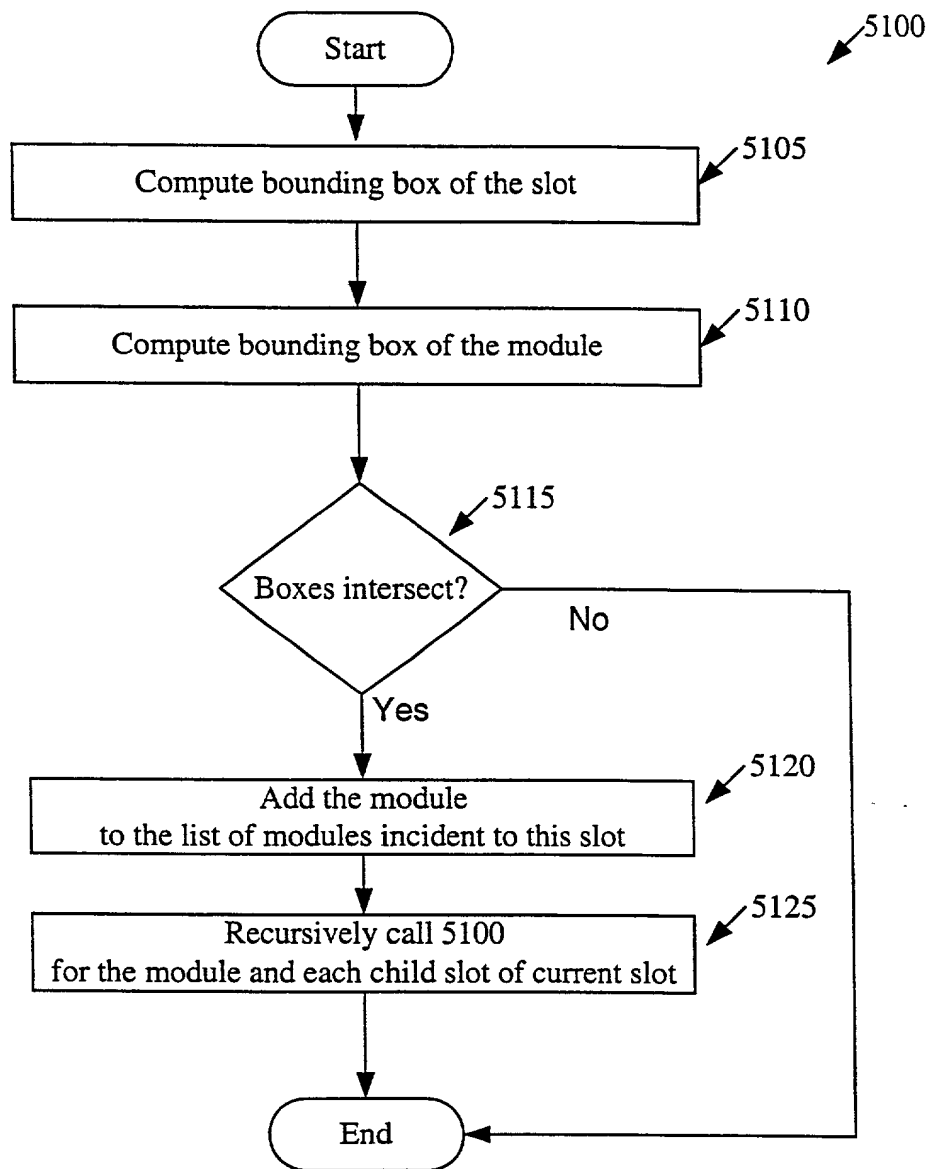 5100
Start
5105
Compute bounding box of the slot
5110
Compute bounding box of the module
5115
Boxes intersect?
No
Yes
5120
Add the module
to the list of modules incident to this slot
5125
Recursively call 5100
for the module and each child slot of current slot
End